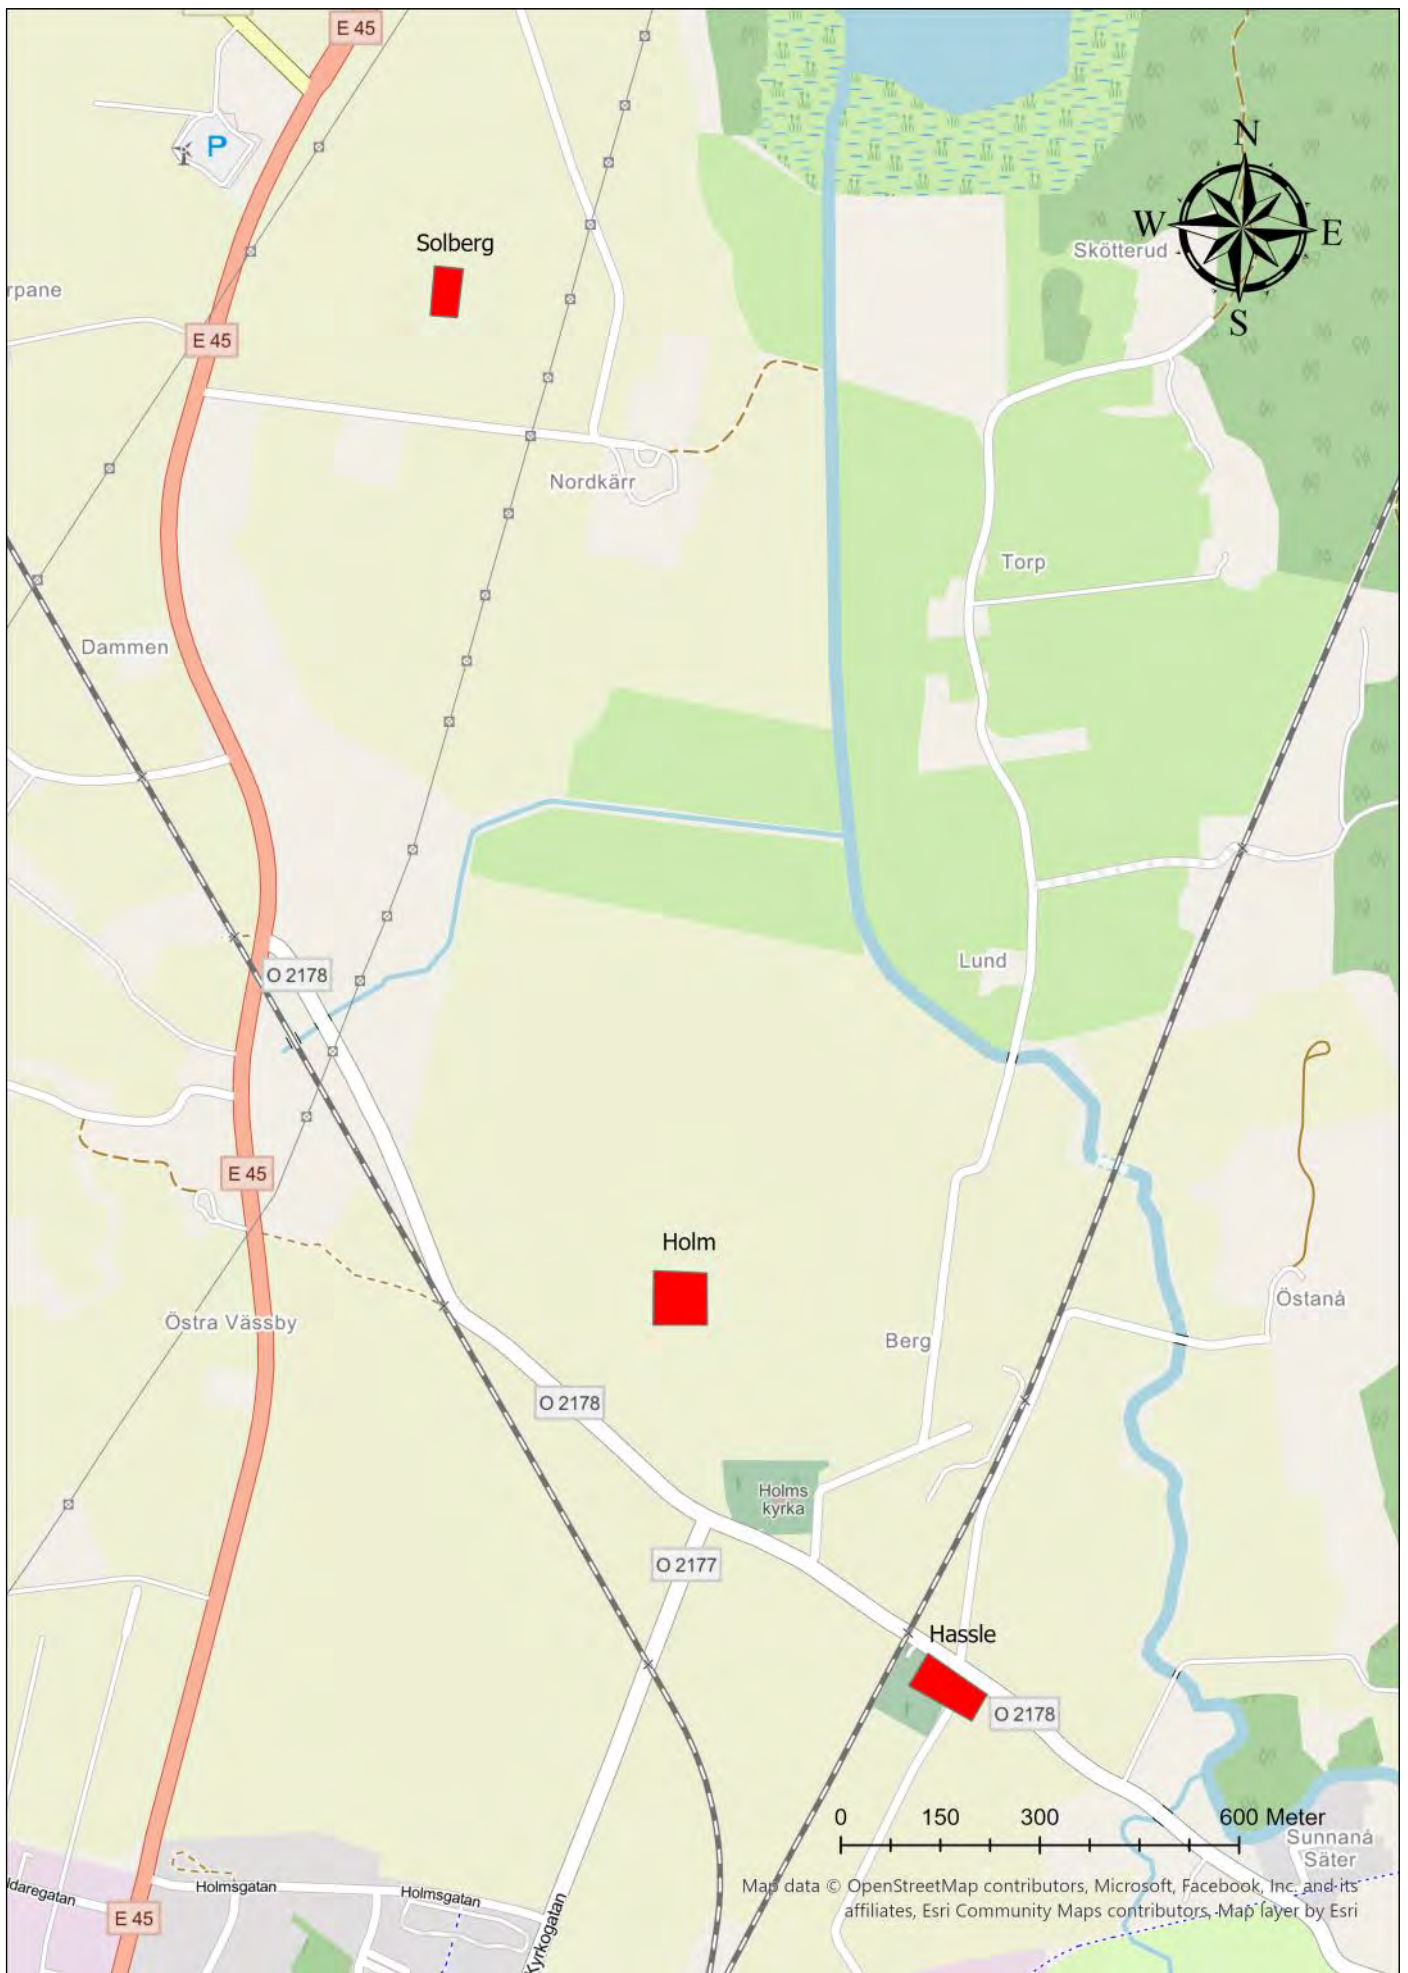 E 45
P
N
Solberg
W
E
Skötterud
rpane
S
E 45
Nordkärr
Torp
Dammen
Lund
O 2178
E 45
Holm
Östanå
Östra Vässby
Berg
O 2178
Holms
kyrka
O 2177
Hassle
O 2178
0 150 300 600 Meter
Sunnanå
Säter
Holmsgatan
Holmsgatan
ldaregatan
E 45
Kyrkogatan
Map data © OpenStreetMap contributors, Microsoft, Facebook, Inc. and its
affiliates, Esri Community Maps contributors, Map layer by Esri